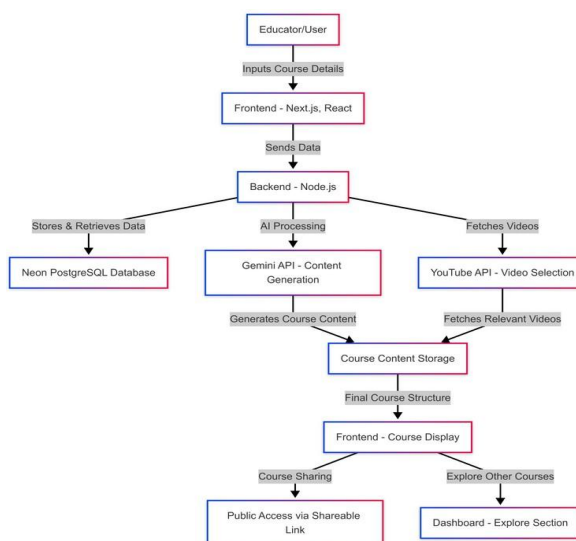 Educator/User
Inputs Course Details
Frontend - Next.js, React
Sends Data
Backend - Node.js
Stores & Retrieves Data
AI Processing
Fetches Videos
Neon PostgreSQL Database
Gemini API - Content
Generation
YouTube API - Video Selection
Generates Course Content
Fetches Relevant Videos
Course Content Storage
Final Course Structure
Frontend - Course Display
Course Sharing
Explore Other Courses
Public Access via Shareable
Link
Dashboard - Explore Section